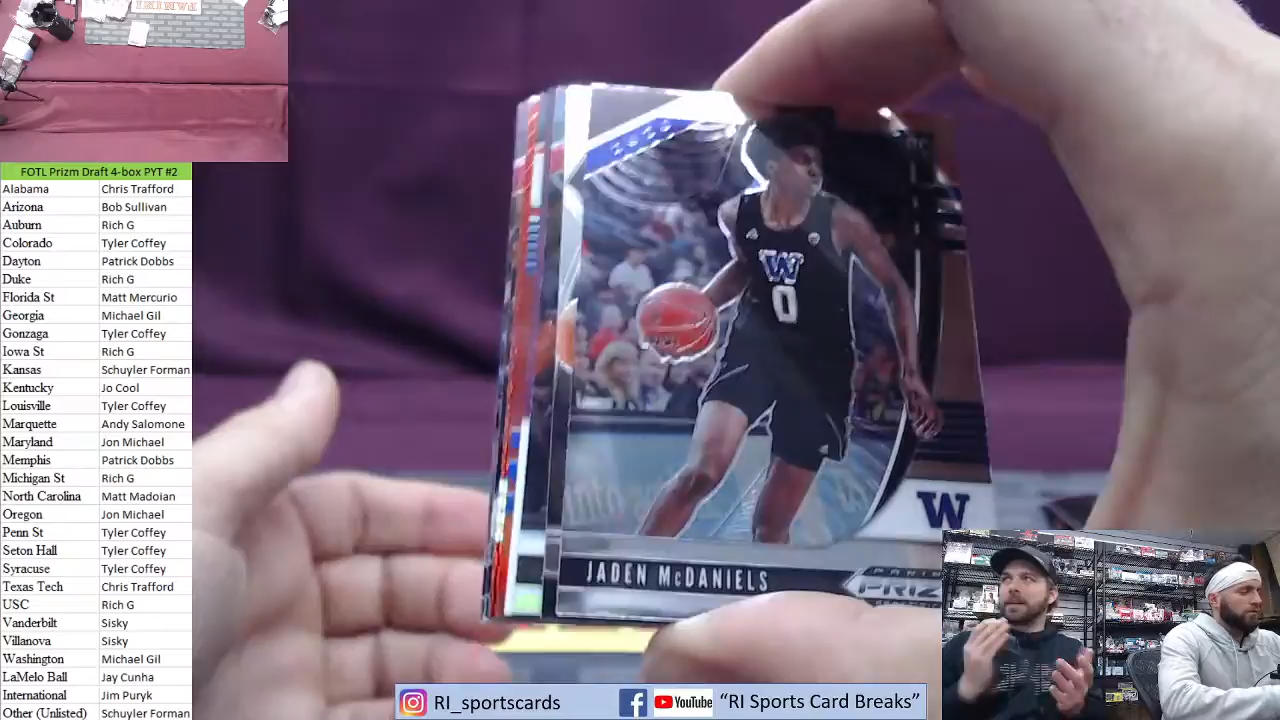 PANINI
FOTL Prizm Draft 4-box PYT #2
Alabama Chris Trafford
Arizona Bob Sullivan
Auburn Rich G
Colorado Tyler Coffey
Dayton Patrick Dobbs
Duke Rich G
Florida St Matt Mercurio
Georgia Michael Gil
Gonzaga Tyler Coffey
Iowa St Rich G
Kansas Schuyler Forman
Kentucky Jo Cool
Louisville Tyler Coffey
Marquette Andy Salomone
Maryland Jon Michael
Memphis Patrick Dobbs
Michigan St Rich G
North Carolina Matt Madoian
Oregon Jon Michael
Penn St Tyler Coffey
Seton Hall Tyler Coffey
Syracuse Tyler Coffey
Texas Tech Chris Trafford
USC Rich G
Vanderbilt Sisky
Villanova Sisky
Washington Michael Gil
LaMelo Ball Jay Cunha
International Jim Puryk
Other (Unlisted) Schuyler Forman
W
0
W
JADEN McDANIELS
PANINI
PRIZM
RI_sportscards
YouTube
"RI Sports Card Breaks"